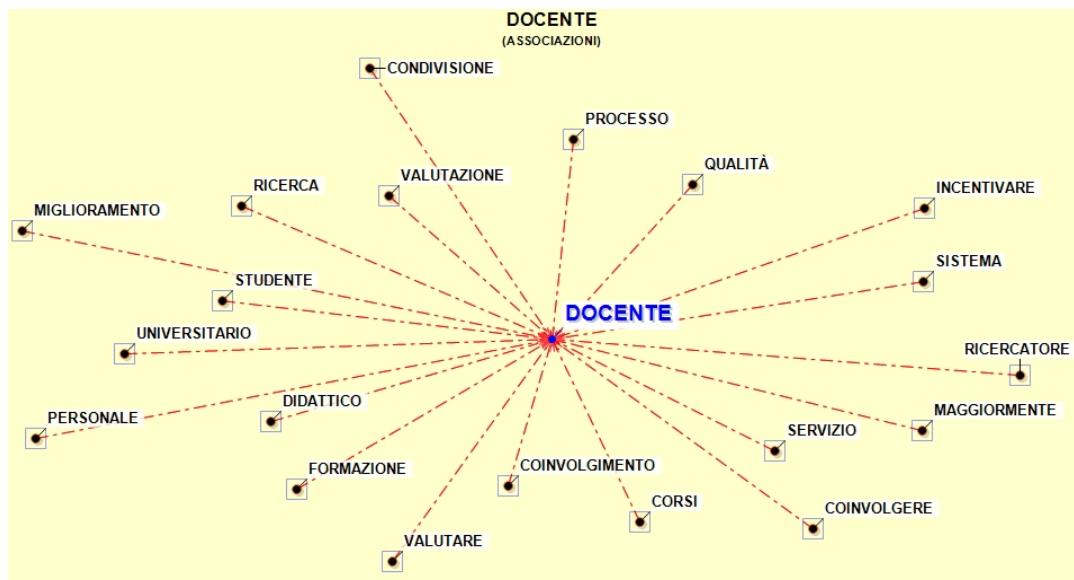 DOCENTE
(ASSOCIAZIONI)
CONDIVISIONE
PROCESSO
QUALITÀ
VALUTAZIONE
RICERCA
INCENTIVARE
MIGLIORAMENTO
SISTEMA
STUDENTE
DOCENTE
UNIVERSITARIO
RICERCATORE
DIDATTICO
MAGGIORMENTE
PERSONALE
SERVIZIO
COINVOLGIMENTO
FORMAZIONE
CORSI
COINVOLGERE
VALUTARE